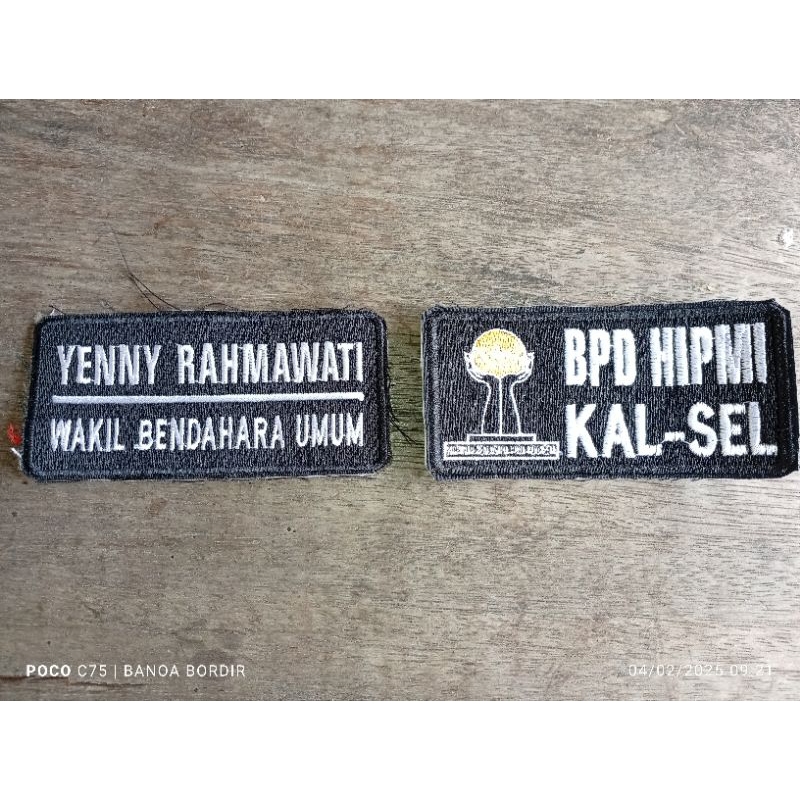 YENNY RAHMAWATI
WAKIL BENDAHARA UMUM
BPD HIPMI
KAL-SEL
POCO C75 | BANOA BORDIR
04/02/2025 09:21